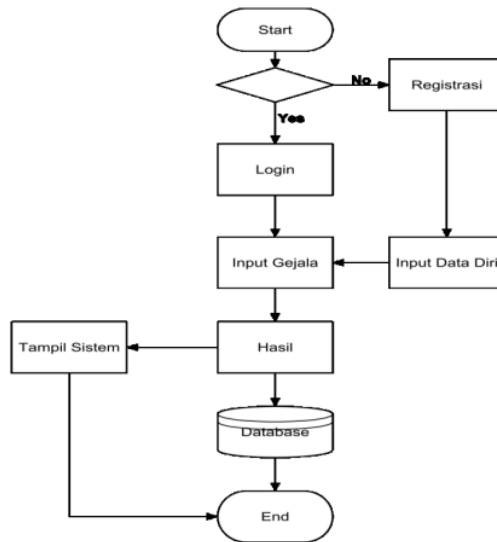 Start
No
Registrasi
Yes
Login
Input Gejala
Input Data Diri
Tampil Sistem
Hasil
Database
End